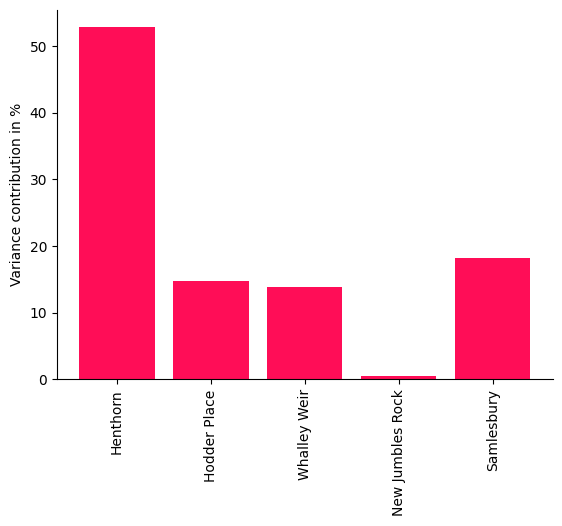 Variance contribution in %
50
40
30
20
10
0
Henthorn
Hodder Place
Whalley Weir
New Jumbles Rock
Samlesbury